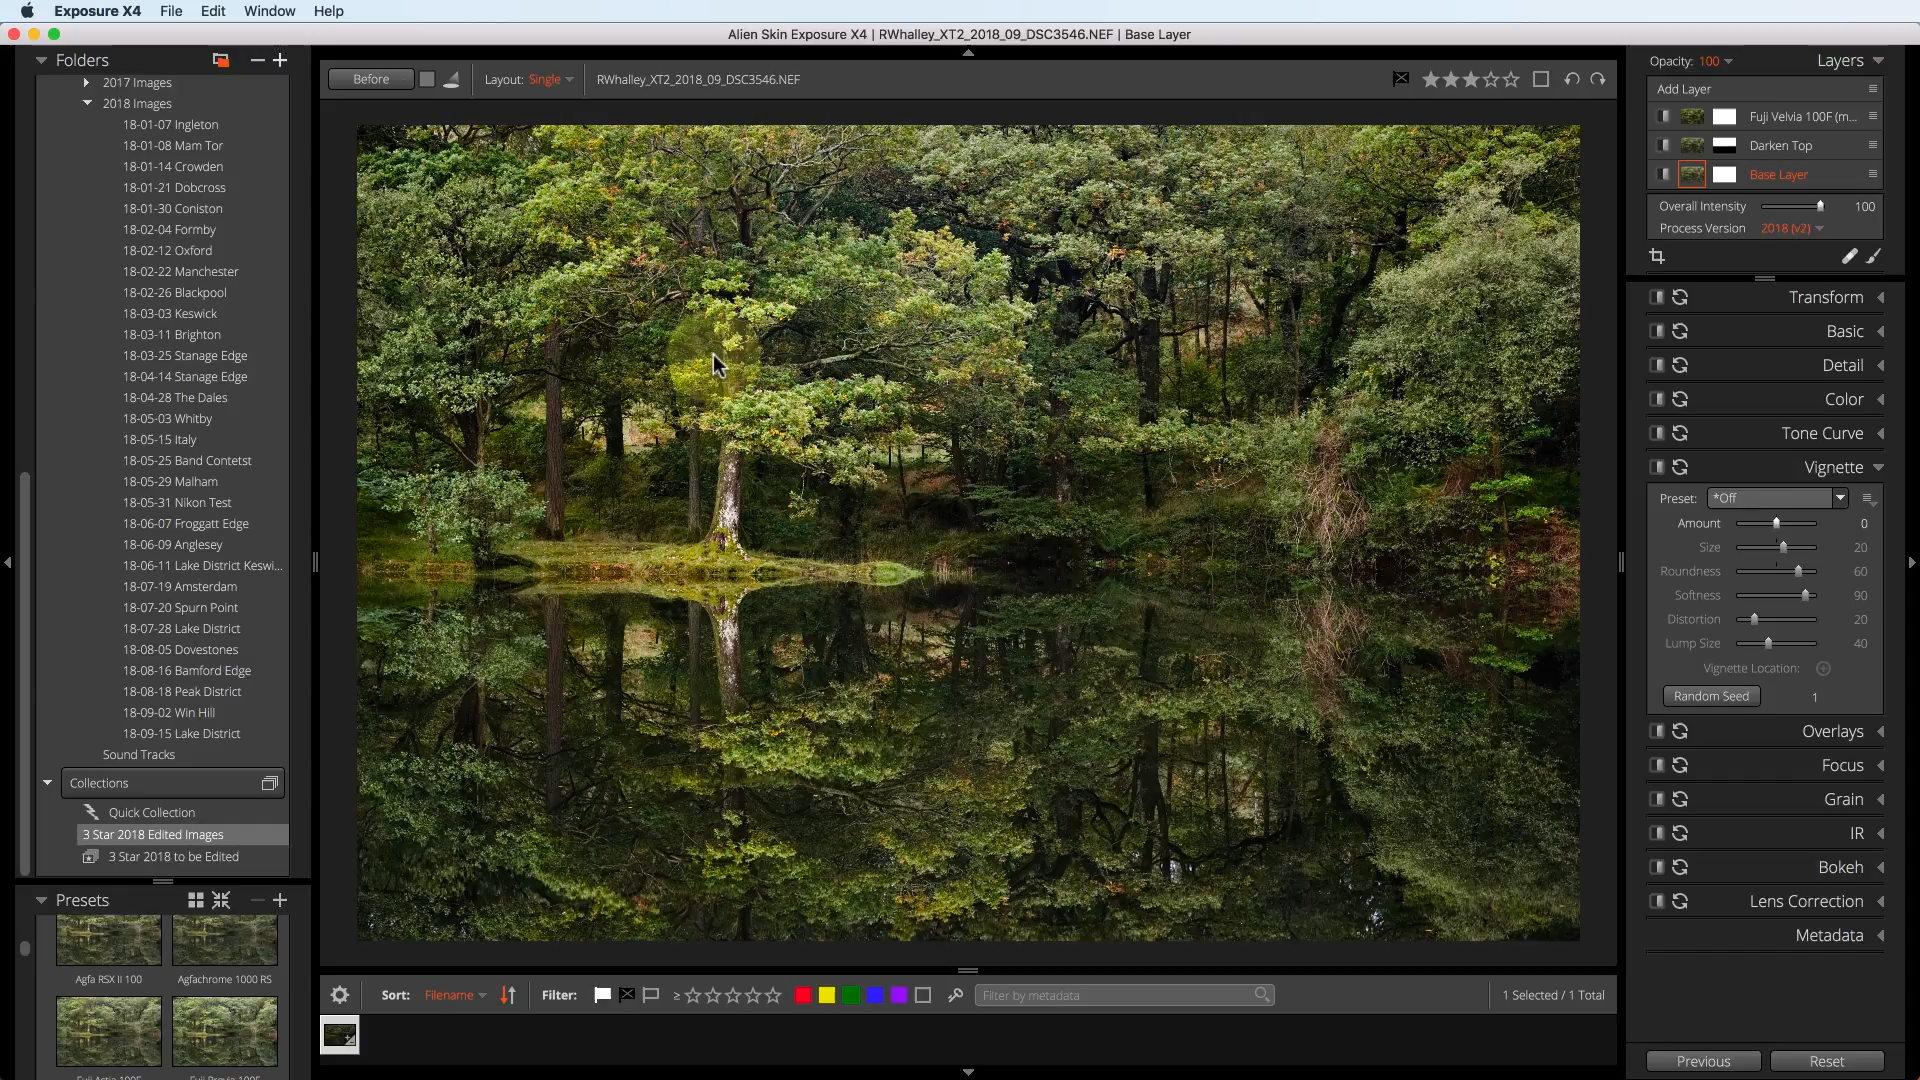 Exposure X4 File Edit Window Help
Alien Skin Exposure X4 | RWhalley_XT2_2018_09_DSC3546.NEF | Base Layer
Folders
2017 Images
2018 Images
18-01-07 Ingleton
18-01-08 Mam Tor
18-01-14 Crowden
18-01-21 Dobcross
18-01-30 Coniston
18-02-04 Formby
18-02-12 Oxford
18-02-22 Manchester
18-02-26 Blackpool
18-03-03 Keswick
18-03-11 Brighton
18-03-25 Stanage Edge
18-04-14 Stanage Edge
18-04-28 The Dales
18-05-03 Whitby
18-05-15 Italy
18-05-25 Band Contetst
18-05-29 Malham
18-05-31 Nikon Test
18-06-07 Froggatt Edge
18-06-09 Anglesey
18-06-11 Lake District Keswi...
18-07-19 Amsterdam
18-07-20 Spurn Point
18-07-28 Lake District
18-08-05 Dovestones
18-08-16 Bamford Edge
18-08-18 Peak District
18-09-02 Win Hill
18-09-15 Lake District
Sound Tracks
Collections
Quick Collection
3 Star 2018 Edited Images
3 Star 2018 to be Edited
Presets
Agfa RSX II 100 Agfachrome 1000 RS
Fuji Astia 100F Fuji Provia 100F
Before Layout: Single RWhalley_XT2_2018_09_DSC3546.NEF
Sort: Filename Filter: ≥ Filter by metadata 1 Selected / 1 Total
Opacity: 100 Layers
Add Layer
Fuji Velvia 100F (m...
Darken Top
Base Layer
Overall Intensity 100
Process Version 2018 (v2)
Transform
Basic
Detail
Color
Tone Curve
Vignette
Preset: *Off
Amount 0
Size 20
Roundness 60
Softness 90
Distortion 20
Lump Size 40
Vignette Location:
Random Seed 1
Overlays
Focus
Grain
IR
Bokeh
Lens Correction
Metadata
Previous Reset